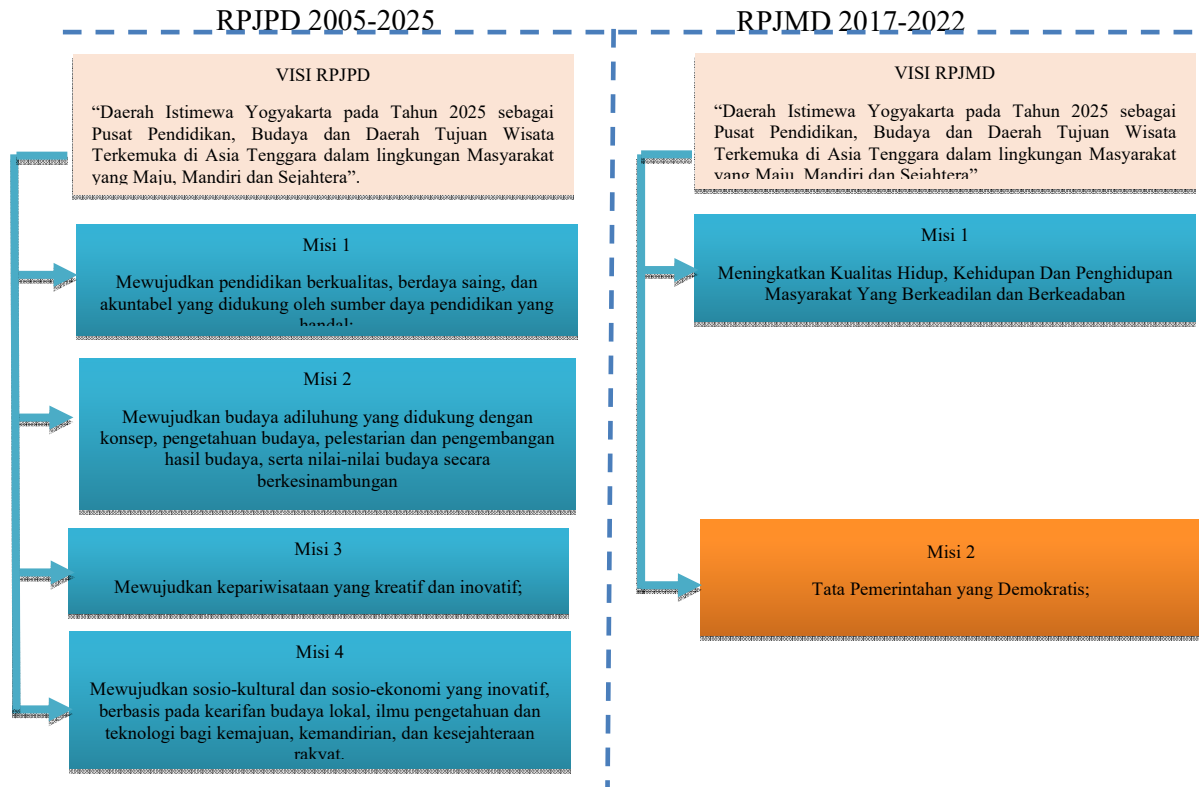 RPJPD 2005-2025
VISI RPJPD
“Daerah Istimewa Yogyakarta pada Tahun 2025 sebagai
Pusat Pendidikan, Budaya dan Daerah Tujuan Wisata
Terkemuka di Asia Tenggara dalam lingkungan Masyarakat
yang Maju, Mandiri dan Sejahtera”.
Misi 1
Mewujudkan pendidikan berkualitas, berdaya saing, dan
akuntabel yang didukung oleh sumber daya pendidikan yang
handal;
Misi 2
Mewujudkan budaya adiluhung yang didukung dengan
konsep, pengetahuan budaya, pelestarian dan pengembangan
hasil budaya, serta nilai-nilai budaya secara
berkesinambungan
Misi 3
Mewujudkan kepariwisataan yang kreatif dan inovatif;
Misi 4
Mewujudkan sosio-kultural dan sosio-ekonomi yang inovatif,
berbasis pada kearifan budaya lokal, ilmu pengetahuan dan
teknologi bagi kemajuan, kemandirian, dan kesejahteraan
rakyat.
RPJMD 2017-2022
VISI RPJMD
“Daerah Istimewa Yogyakarta pada Tahun 2025 sebagai
Pusat Pendidikan, Budaya dan Daerah Tujuan Wisata
Terkemuka di Asia Tenggara dalam lingkungan Masyarakat
yang Maju, Mandiri dan Sejahtera”
Misi 1
Meningkatkan Kualitas Hidup, Kehidupan Dan Penghidupan
Masyarakat Yang Berkeadilan dan Berkeadaban
Misi 2
Tata Pemerintahan yang Demokratis;